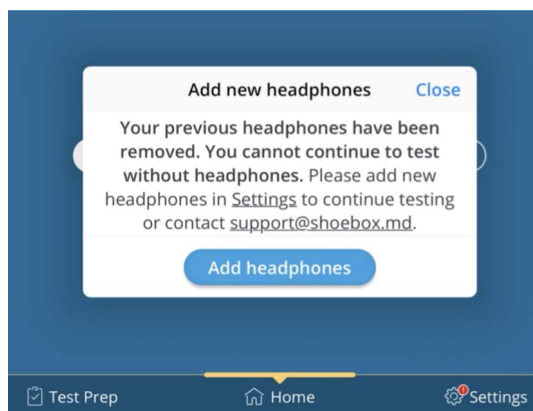 Add new headphones
Close
Your previous headphones have been
removed. You cannot continue to test
without headphones. Please add new
headphones in Settings to continue testing
or contact support@shoebox.md.
Add headphones
Test Prep
Home
Settings